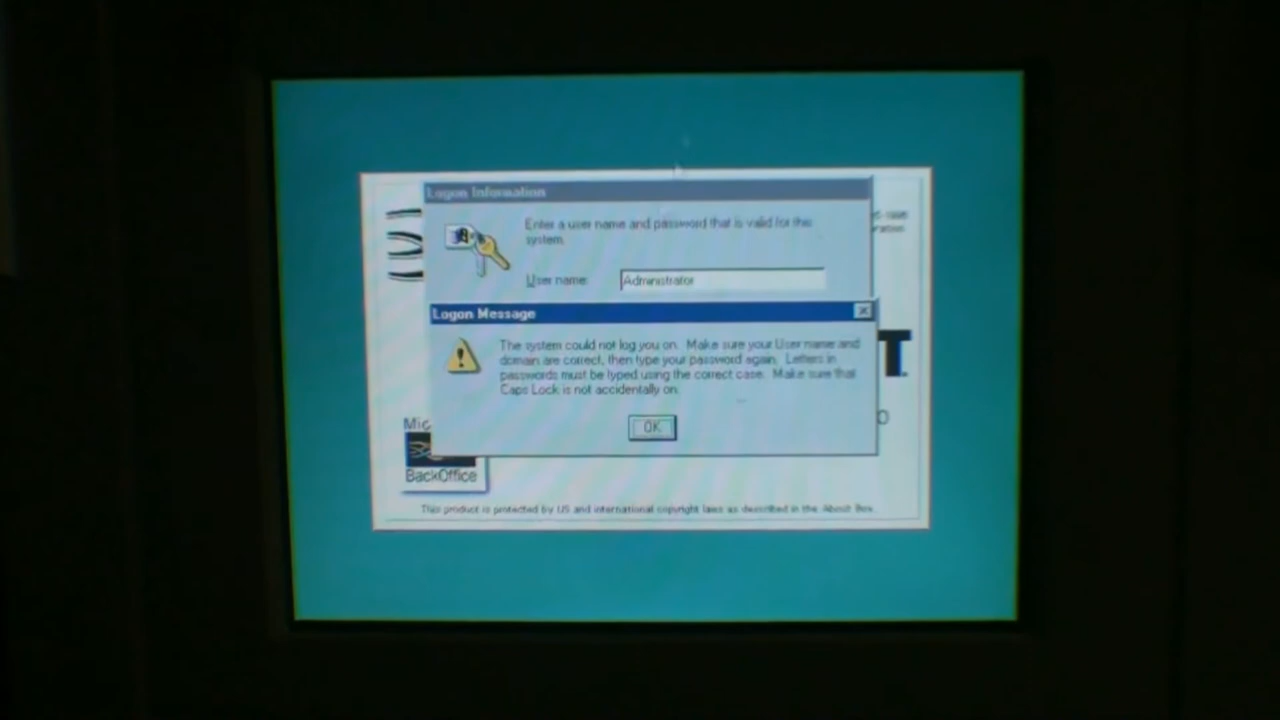 Logon Information
Enter a user name and password that is valid for this
system.
User name:
Administrator
Logon Message
The system could not log you on. Make sure your User name and
domain are correct, then type your password again. Letters in
passwords must be typed using the correct case. Make sure that
Caps Lock is not accidentally on.
OK
T
0
Mic
BackOffice
This product is protected by US and international copyright laws as described in the About Box.